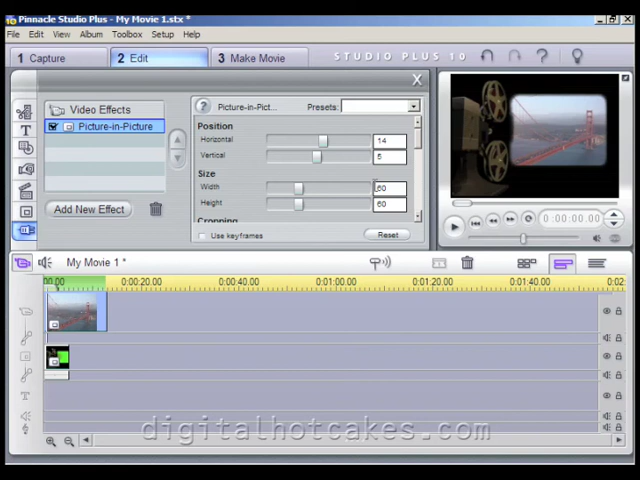 Pinnacle Studio Plus - My Movie 1.stx *
File Edit View Album Toolbox Setup Help
1 Capture
2 Edit
3 Make Movie
STUDIO PLUS 10
Video Effects
Picture-in-Picture
Add New Effect
Picture-in-Pict...
Presets:
Position
Horizontal 14
Vertical 5
Size
Width 60
Height 60
Cropping
Use keyframes
Reset
0:00:00.00
My Movie 1 *
00.00 0:00:20.00 0:00:40.00 0:01:00.00 0:01:20.00 0:01:40.00 0:02:
T
digitalhotcakes.com